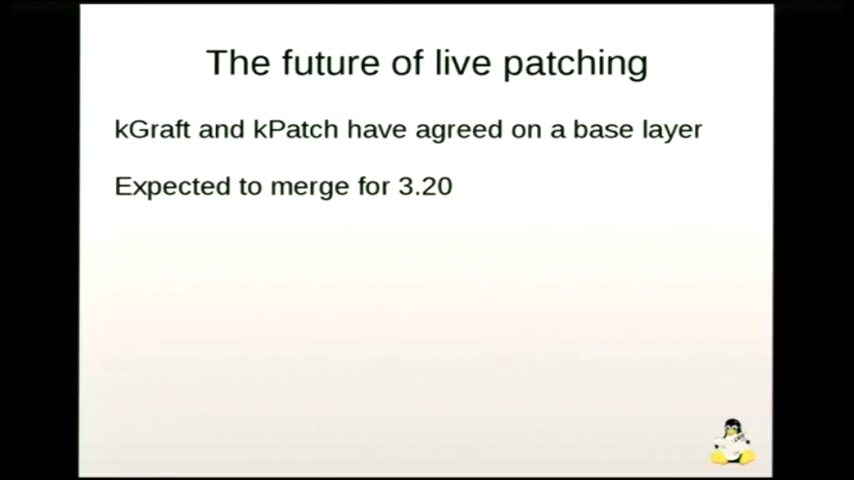 The future of live patching
kGraft and kPatch have agreed on a base layer
Expected to merge for 3.20